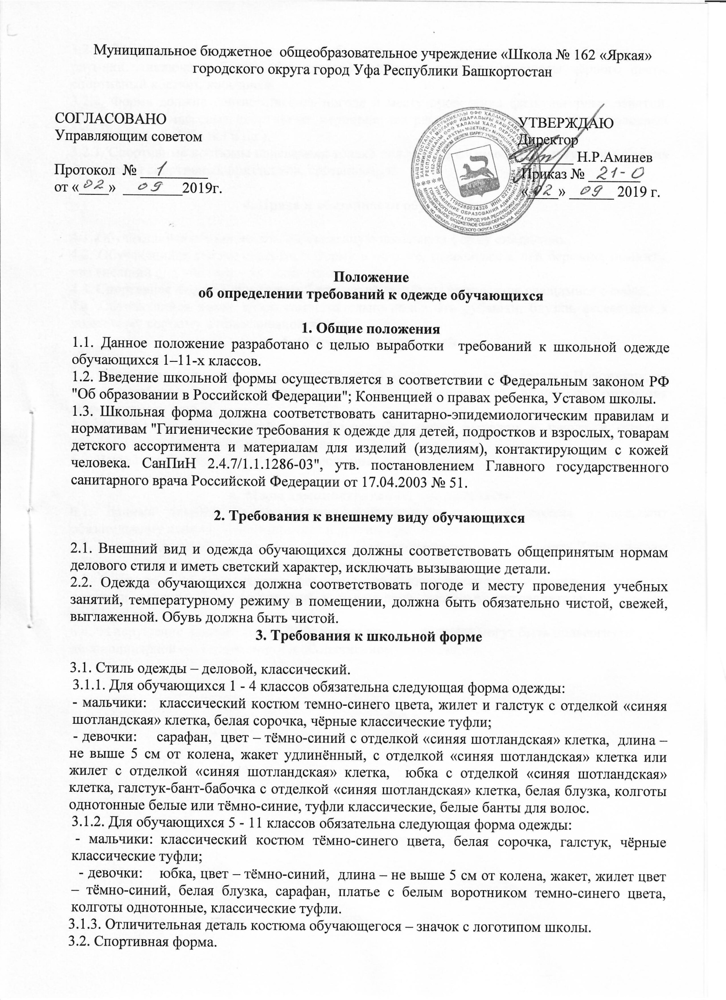 Муниципальное бюджетное общеобразовательное учреждение «Школа № 162 «Яркая»
городского округа город Уфа Республики Башкортостан
СОГЛАСОВАНО
Управляющим советом
Протокол № 1
от «02» 09 2019г.
УТВЕРЖДАЮ
Директор
Н.Р.Аминев
Приказ № 21-О
«02» 09 2019 г.
ОГРН 1190280034328 ИНН 0272913254
Положение
об определении требований к одежде обучающихся
1. Общие положения
1.1. Данное положение разработано с целью выработки требований к школьной одежде
обучающихся 1–11-х классов.
1.2. Введение школьной формы осуществляется в соответствии с Федеральным законом РФ
"Об образовании в Российской Федерации"; Конвенцией о правах ребенка, Уставом школы.
1.3. Школьная форма должна соответствовать санитарно-эпидемиологическим правилам и
нормативам "Гигиенические требования к одежде для детей, подростков и взрослых, товарам
детского ассортимента и материалам для изделий (изделиям), контактирующим с кожей
человека. СанПиН 2.4.7/1.1.1286-03", утв. постановлением Главного государственного
санитарного врача Российской Федерации от 17.04.2003 № 51.
2. Требования к внешнему виду обучающихся
2.1. Внешний вид и одежда обучающихся должны соответствовать общепринятым нормам
делового стиля и иметь светский характер, исключать вызывающие детали.
2.2. Одежда обучающихся должна соответствовать погоде и месту проведения учебных
занятий, температурному режиму в помещении, должна быть обязательно чистой, свежей,
выглаженной. Обувь должна быть чистой.
3. Требования к школьной форме
3.1. Стиль одежды – деловой, классический.
3.1.1. Для обучающихся 1 - 4 классов обязательна следующая форма одежды:
- мальчики: классический костюм темно-синего цвета, жилет и галстук с отделкой «синяя
шотландская» клетка, белая сорочка, чёрные классические туфли;
- девочки: сарафан, цвет – тёмно-синий с отделкой «синяя шотландская» клетка, длина –
не выше 5 см от колена, жакет удлинённый, с отделкой «синяя шотландская» клетка или
жилет с отделкой «синяя шотландская» клетка, юбка с отделкой «синяя шотландская»
клетка, галстук-бант-бабочка с отделкой «синяя шотландская» клетка, белая блузка, колготы
однотонные белые или тёмно-синие, туфли классические, белые банты для волос.
3.1.2. Для обучающихся 5 - 11 классов обязательна следующая форма одежды:
- мальчики: классический костюм тёмно-синего цвета, белая сорочка, галстук, чёрные
классические туфли;
- девочки: юбка, цвет – тёмно-синий, длина – не выше 5 см от колена, жакет, жилет цвет
– тёмно-синий, белая блузка, сарафан, платье с белым воротником темно-синего цвета,
колготы однотонные, классические туфли.
3.1.3. Отличительная деталь костюма обучающегося – значок с логотипом школы.
3.2. Спортивная форма.